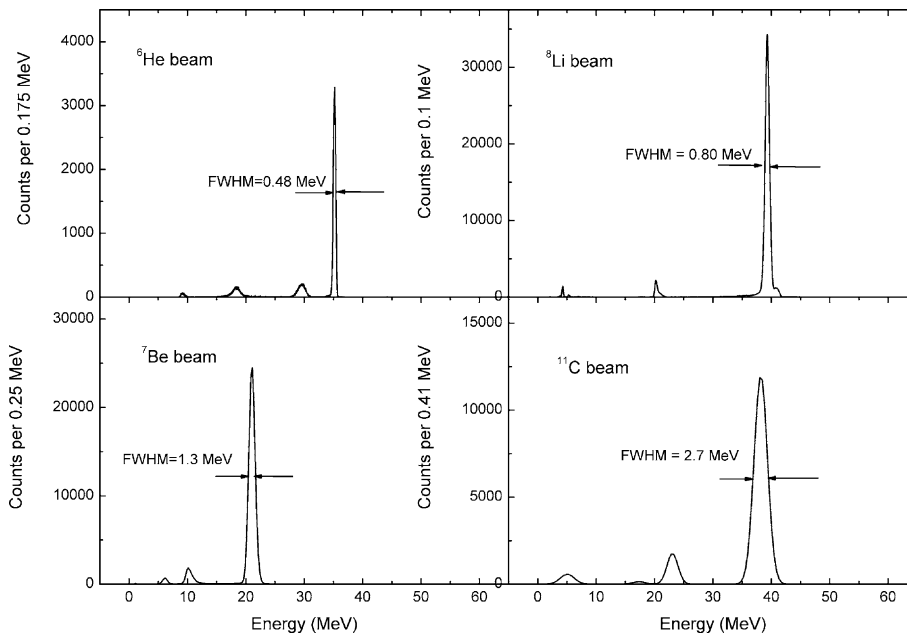 4000
3000
2000
1000
0
Counts per 0.175 MeV
⁶He beam
FWHM=0.48 MeV
30000
20000
10000
0
Counts per 0.1 MeV
⁸Li beam
FWHM = 0.80 MeV
30000
20000
10000
0
Counts per 0.25 MeV
⁷Be beam
FWHM=1.3 MeV
0 10 20 30 40 50 60
Energy (MeV)
15000
10000
5000
0
Counts per 0.41 MeV
¹¹C beam
FWHM = 2.7 MeV
0 10 20 30 40 50 60
Energy (MeV)